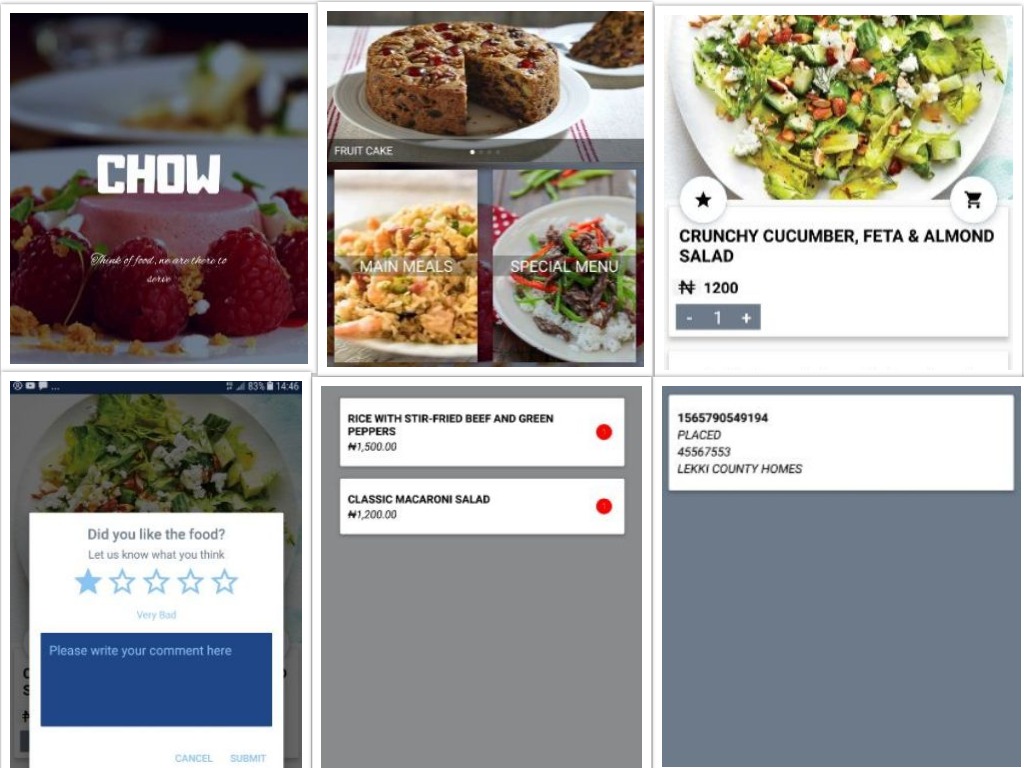 CHOW
Think of food, we are there to
serve
FRUIT CAKE
MAIN MEALS
SPECIAL MENU
CRUNCHY CUCUMBER, FETA & ALMOND
SALAD
₦ 1200
- 1 +
... 83% 14:46
Did you like the food?
Let us know what you think
Very Bad
Please write your comment here
CANCEL SUBMIT
RICE WITH STIR-FRIED BEEF AND GREEN
PEPPERS
₦1,500.00
CLASSIC MACARONI SALAD
₦1,200.00
1565790549194
PLACED
45567553
LEKKI COUNTY HOMES